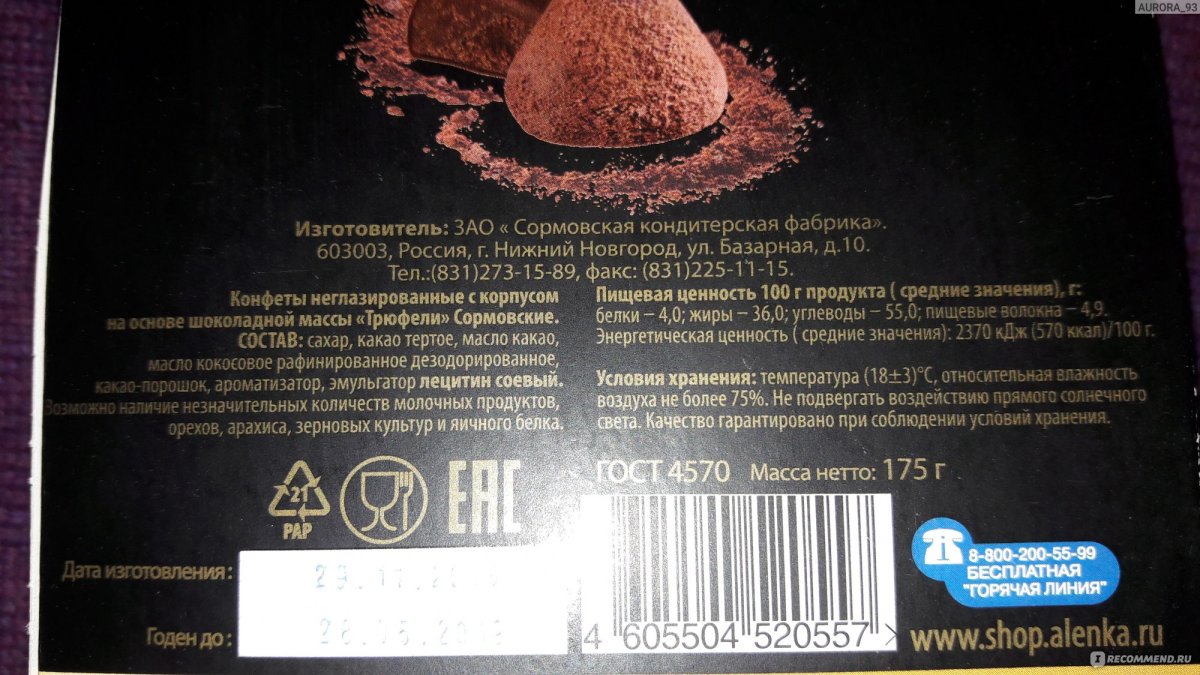 AURORA_93
Изготовитель: ЗАО « Сормовская кондитерская фабрика».
603003, Россия, г. Нижний Новгород, ул. Базарная, д.10.
Тел.:(831)273-15-89, факс: (831)225-11-15.
Конфеты неглазированные с корпусом
на основе шоколадной массы «Трюфели» Сормовские.
СОСТАВ: сахар, какао тертое, масло какао,
масло кокосовое рафинированное дезодорированное,
какао-порошок, ароматизатор, эмульгатор лецитин соевый.
Возможно наличие незначительных количеств молочных продуктов,
орехов, арахиса, зерновых культур и яичного белка.
Пищевая ценность 100 г продукта ( средние значения), г:
белки – 4,0; жиры – 36,0; углеводы – 55,0; пищевые волокна – 4,9.
Энергетическая ценность ( средние значения): 2370 кДж (570 ккал)/100 г.
Условия хранения: температура (18±3)°С, относительная влажность
воздуха не более 75%. Не подвергать воздействию прямого солнечного
света. Качество гарантировано при соблюдении условий хранения.
21
PAP
ЕАС
ГОСТ 4570 Масса нетто: 175 г
Дата изготовления:
Годен до :
4 605504 520557 >
8-800-200-55-99
БЕСПЛАТНАЯ
"ГОРЯЧАЯ ЛИНИЯ"
www.shop.alenka.ru
I RECOMMEND.RU